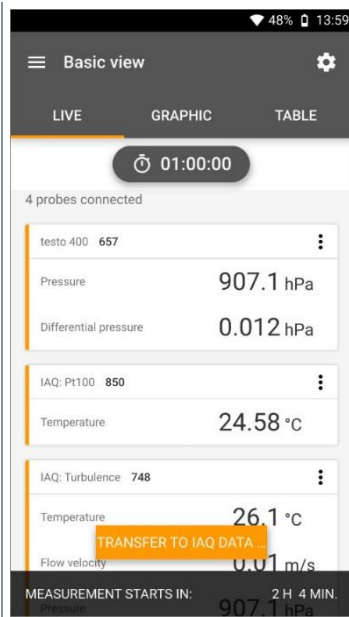 48% 13:59
Basic view
LIVE GRAPHIC TABLE
01:00:00
4 probes connected
testo 400 657
Pressure 907.1 hPa
Differential pressure 0.012 hPa
IAQ: Pt100 850
Temperature 24.58 °C
IAQ: Turbulence 748
Temperature 26.1 °C
TRANSFER TO IAQ DATA ...
Flow velocity 0.01 m/s
MEASUREMENT STARTS IN: 2 H 4 MIN.
Pressure 907.1 hPa